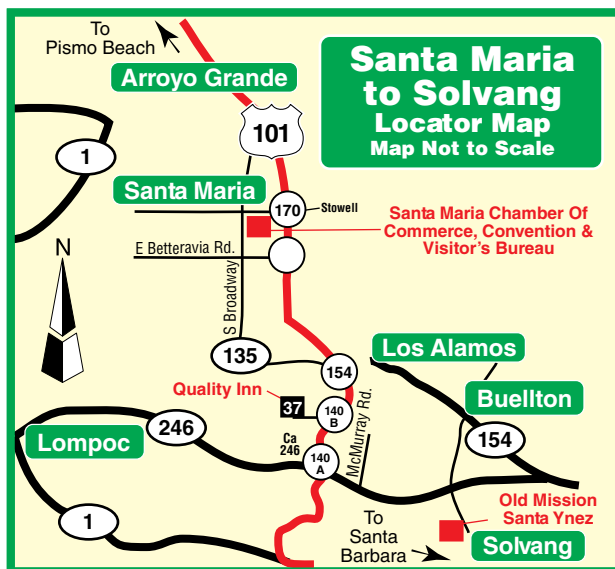 To
Pismo Beach
Santa Maria
to Solvang
Locator Map
Map Not to Scale
Arroyo Grande
101
1
Santa Maria
170
Stowell
Santa Maria Chamber Of
Commerce, Convention &
Visitor's Bureau
N
E Betteravia Rd.
S Broadway
135
154
Los Alamos
Quality Inn
37
140
B
McMurray Rd.
Buellton
246
Ca
246
154
Lompoc
140
A
1
To
Santa
Barbara
Old Mission
Santa Ynez
Solvang